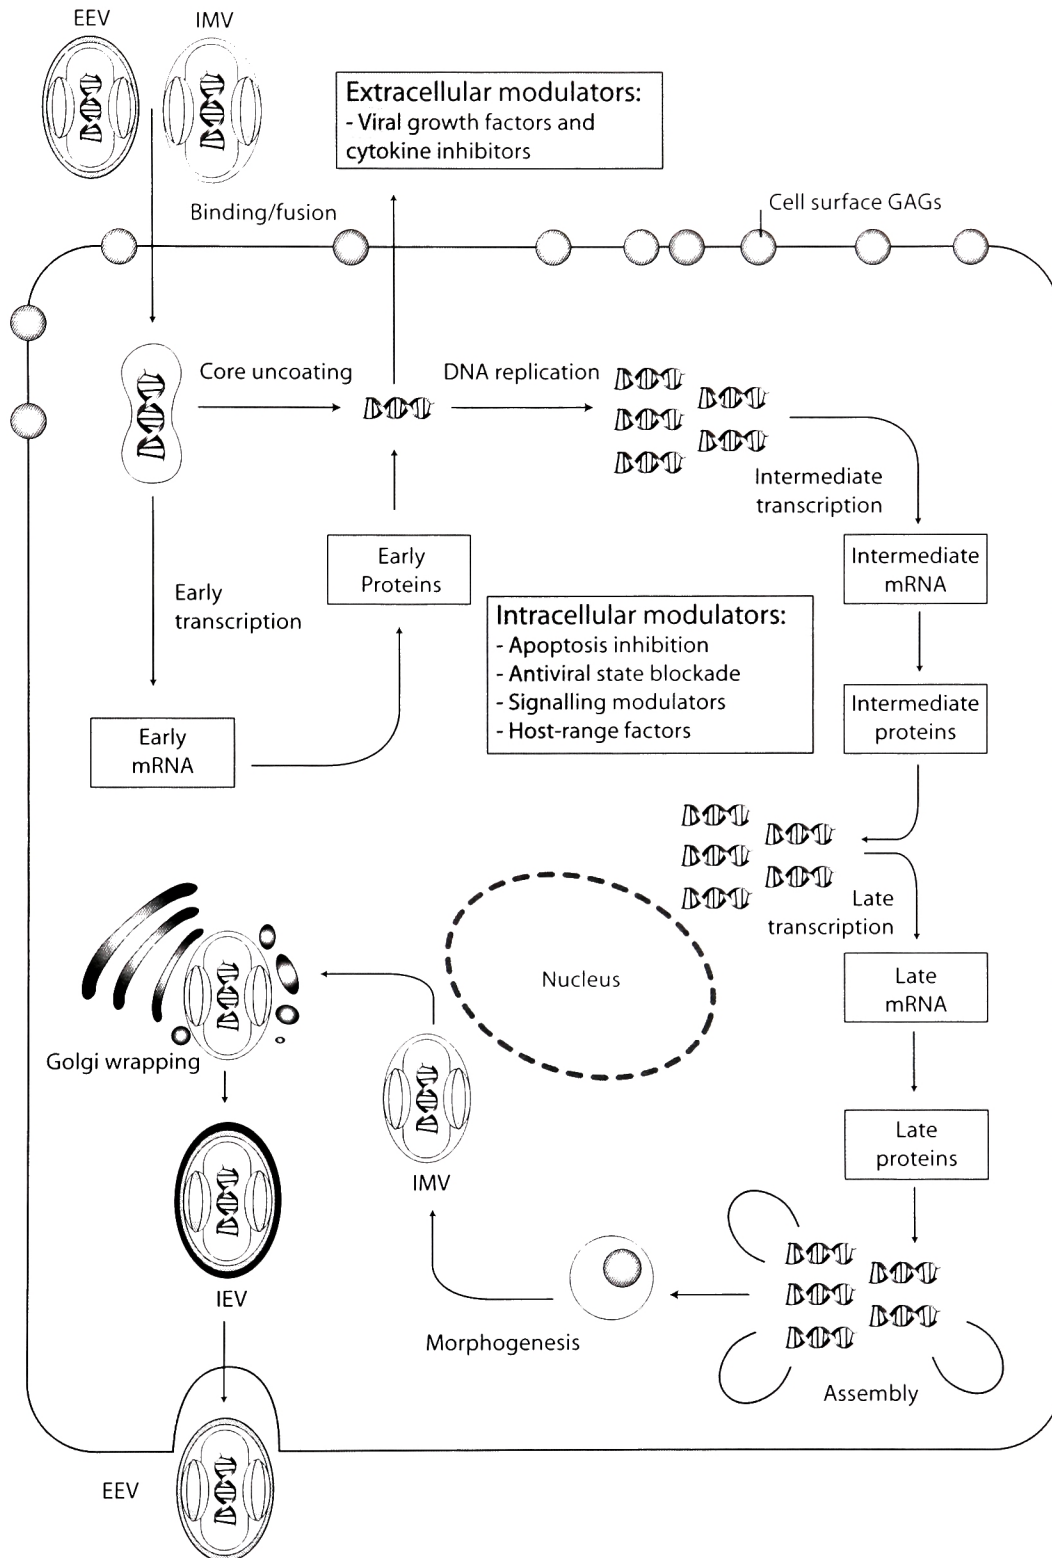 EEV
IMV
Extracellular modulators:
- Viral growth factors and
cytokine inhibitors
Binding/fusion
Cell surface GAGs
Core uncoating
DNA replication
Intermediate
transcription
Early
Proteins
Intermediate
mRNA
Early
transcription
Intracellular modulators:
- Apoptosis inhibition
- Antiviral state blockade
- Signalling modulators
- Host-range factors
Intermediate
proteins
Early
mRNA
Late
transcription
Nucleus
Late
mRNA
Golgi wrapping
Late
proteins
IMV
IEV
Morphogenesis
Assembly
EEV